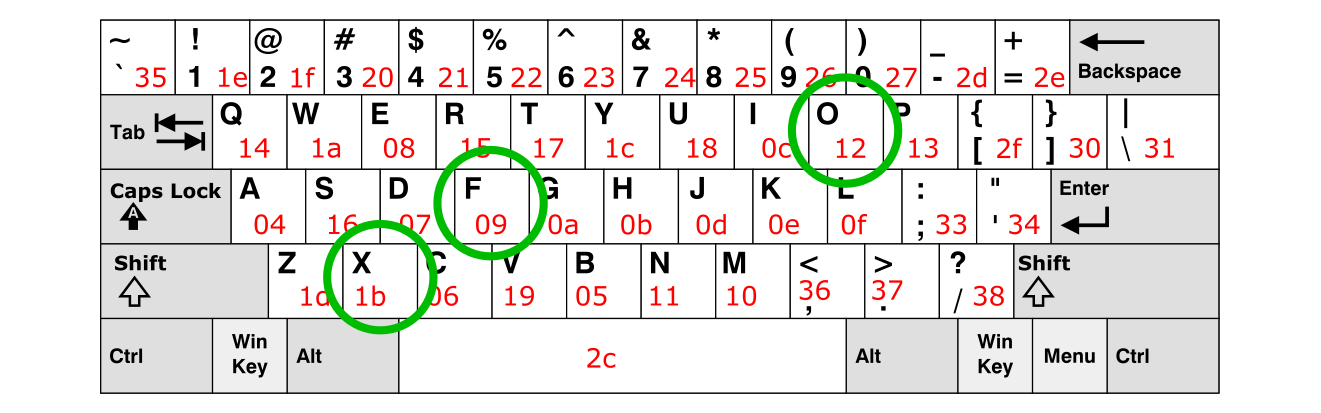 ~ ! @ # $ % ^ & * ( ) _ + 
` 35 1 1e 2 1f 3 20 4 21 5 22 6 23 7 24 8 25 9 26 0 27 - 2d = 2e Backspace
Tab Q W E R T Y U I O P { } |
14 1a 08 15 17 1c 18 0c 12 13 [ 2f ] 30 \ 31
Caps Lock A S D F G H J K L : " Enter
A 04 16 07 09 0a 0b 0d 0e 0f ; 33 ' 34
Shift Z X C V B N M < > ? Shift
1d 1b 06 19 05 11 10 36 , 37 . / 38
Ctrl Win Key Alt 2c Alt Win Key Menu Ctrl